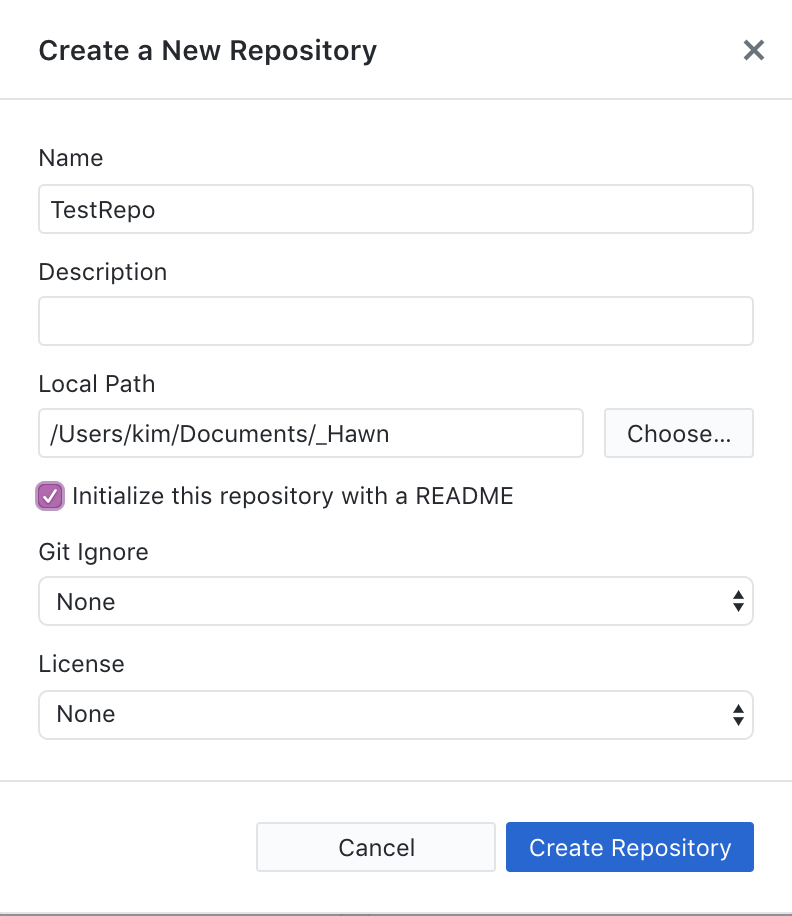 Create a New Repository
Name
TestRepo
Description
Local Path
/Users/kim/Documents/_Hawn
Choose...
Initialize this repository with a README
Git Ignore
None
License
None
Cancel
Create Repository